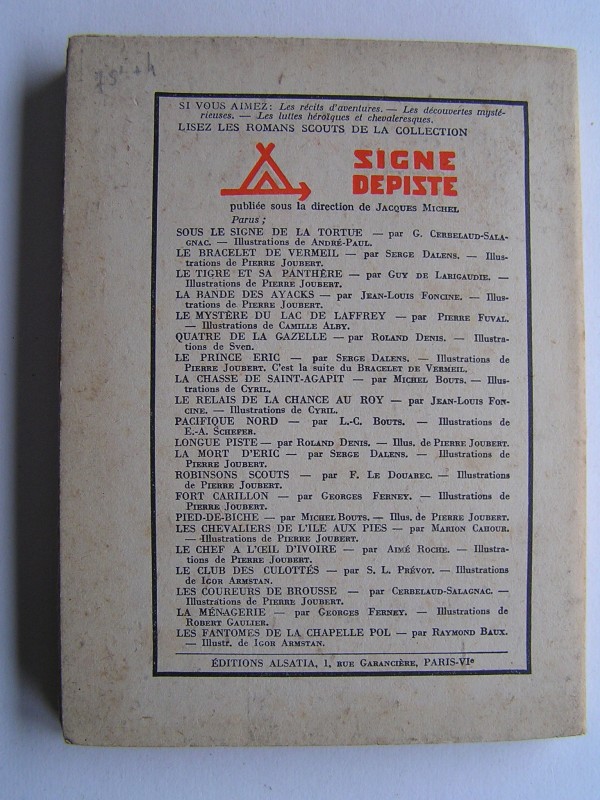 SI VOUS AIMEZ: Les récits d'aventures. — Les découvertes mysté-
rieuses. — Les luttes héroïques et chevaleresques.
LISEZ LES ROMANS SCOUTS DE LA COLLECTION
SIGNE
DEPISTE
publiée sous la direction de JACQUES MICHEL
Parus ;
SOUS LE SIGNE DE LA TORTUE — par G. CERBELAUD-SALA-
GNAC. — Illustrations de ANDRÉ-PAUL.
LE BRACELET DE VERMEIL — par SERGE DALENS. — Illus-
trations de PIERRE JOUBERT.
LE TIGRE ET SA PANTHÈRE — par GUY DE LARIGAUDIE. —
Illustrations de PIERRE JOUBERT.
LA BANDE DES AYACKS — par JEAN-LOUIS FONCINE. — Illus-
trations de PIERRE JOUBERT.
LE MYSTÈRE DU LAC DE LAFFREY — par PIERRE FUVAL.
— Illustrations de CAMILLE ALBY.
QUATRE DE LA GAZELLE — par ROLAND DENIS. — Illustra-
tions de SVEN.
LE PRINCE ERIC — par SERGE DALENS. — Illustrations de
PIERRE JOUBERT. C'est la suite du BRACELET DE VERMEIL.
LA CHASSE DE SAINT-AGAPIT — par MICHEL BOUTS. — Illus-
trations de CYRIL.
LE RELAIS DE LA CHANCE AU ROY — par JEAN-LOUIS FON-
CINE. — Illustrations de CYRIL.
PACIFIQUE NORD — par L.-C. BOUTS. — Illustrations de
E.-A. SCHEFER.
LONGUE PISTE — par ROLAND DENIS. — Illus. de PIERRE JOUBERT.
LA MORT D'ERIC — par SERGE DALENS. — Illustrations de
PIERRE JOUBERT.
ROBINSONS SCOUTS — par F. LE DOUAREC. — Illustrations
de PIERRE JOUBERT.
FORT CARILLON — par GEORGES FERNEY. — Illustrations de
PIERRE JOUBERT.
PIED-DE-BICHE — par MICHEL BOUTS. — Illus. de PIERRE JOUBERT.
LES CHEVALIERS DE L'ILE AUX PIES — par MARION CAHOUR.
— Illustrations de PIERRE JOUBERT.
LE CHEF A L'ŒIL D'IVOIRE — par AIMÉ ROCHE. — Illustra-
tions de PIERRE JOUBERT.
LE CLUB DES CULOTTÉS — par S. L. PRÉVOT. — Illustrations
de IGOR ARMSTAN.
LES COUREURS DE BROUSSE — par CERBELAUD-SALAGNAC. —
Illustrations de PIERRE JOUBERT.
LA MÉNAGERIE — par GEORGES FERNEY. — Illustrations de
ROBERT GAULIER.
LES FANTOMES DE LA CHAPELLE POL — par RAYMOND BAUX.
— Illustr. de IGOR ARMSTAN.
ÉDITIONS ALSATIA, 1, RUE GARANCIÈRE, PARIS-VIe